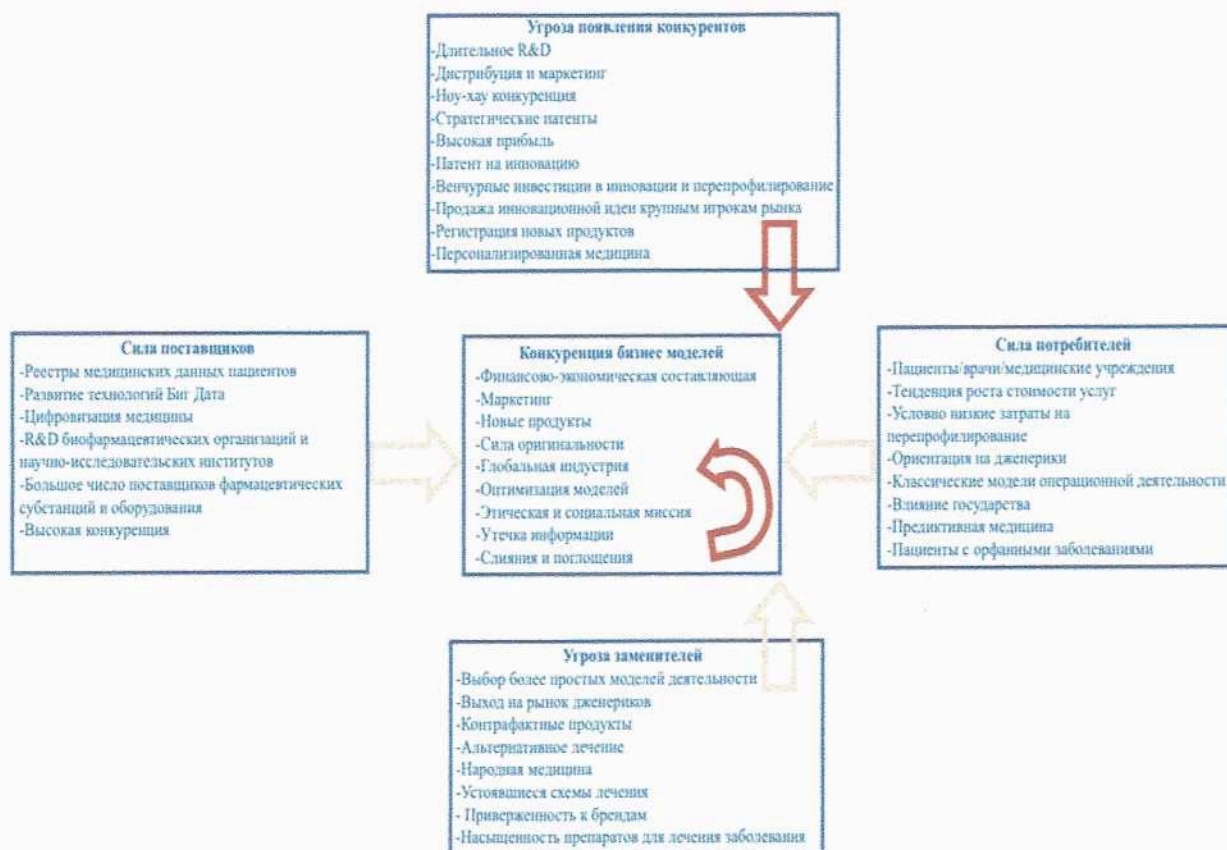 Угроза появления конкурентов
-Длительное R&D
-Дистрибуция и маркетинг
-Ноу-хау конкуренция
-Стратегические патенты
-Высокая прибыль
-Патент на инновацию
-Венчурные инвестиции в инновации и перепрофилирование
-Продажа инновационной идеи крупным игрокам рынка
-Регистрация новых продуктов
-Персонализированная медицина
Сила поставщиков
-Реестры медицинских данных пациентов
-Развитие технологий Биг Дата
-Цифровизация медицины
-R&D биофармацевтических организаций и
научно-исследовательских институтов
-Большое число поставщиков фармацевтических
субстанций и оборудования
-Высокая конкуренция
Конкуренция бизнес моделей
-Финансово-экономическая составляющая
-Маркетинг
-Новые продукты
-Сила оригинальности
-Глобальная индустрия
-Оптимизация моделей
-Этическая и социальная миссия
-Утечка информации
-Слияния и поглощения
Сила потребителей
-Пациенты/врачи/медицинские учреждения
-Тенденция роста стоимости услуг
-Условно низкие затраты на
перепрофилирование
-Ориентация на дженерики
-Классические модели операционной деятельности
-Влияние государства
-Предиктивная медицина
-Пациенты с орфанными заболеваниями
Угроза заменителей
-Выбор более простых моделей деятельности
-Выход на рынок дженериков
-Контрафактные продукты
-Альтернативное лечение
-Народная медицина
-Устоявшиеся схемы лечения
- Приверженность к брендам
-Насыщенность препаратов для лечения заболевания